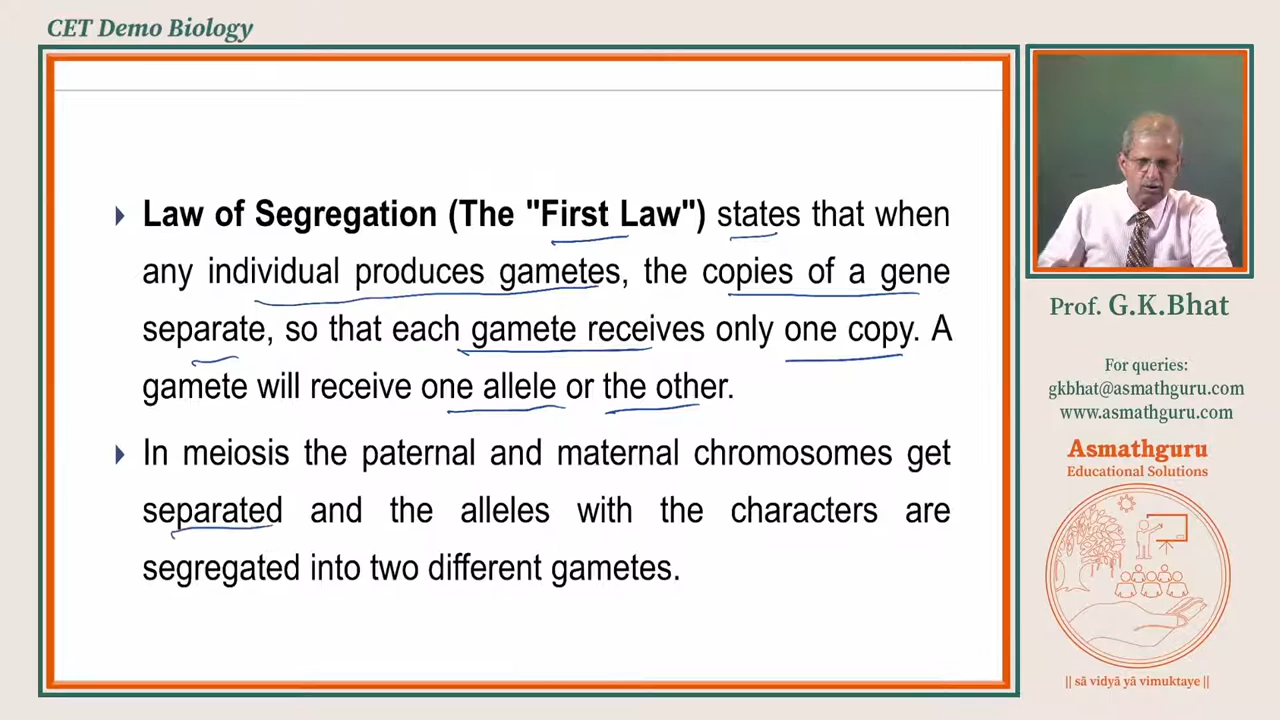 CET Demo Biology
Law of Segregation (The "First Law") states that when
any individual produces gametes, the copies of a gene
separate, so that each gamete receives only one copy. A
gamete will receive one allele or the other.
In meiosis the paternal and maternal chromosomes get
separated and the alleles with the characters are
segregated into two different gametes.
Prof. G.K.Bhat
For queries:
gkbhat@asmathguru.com
www.asmathguru.com
Asmathguru
Educational Solutions
|| sā vidyā yā vimuktaye ||